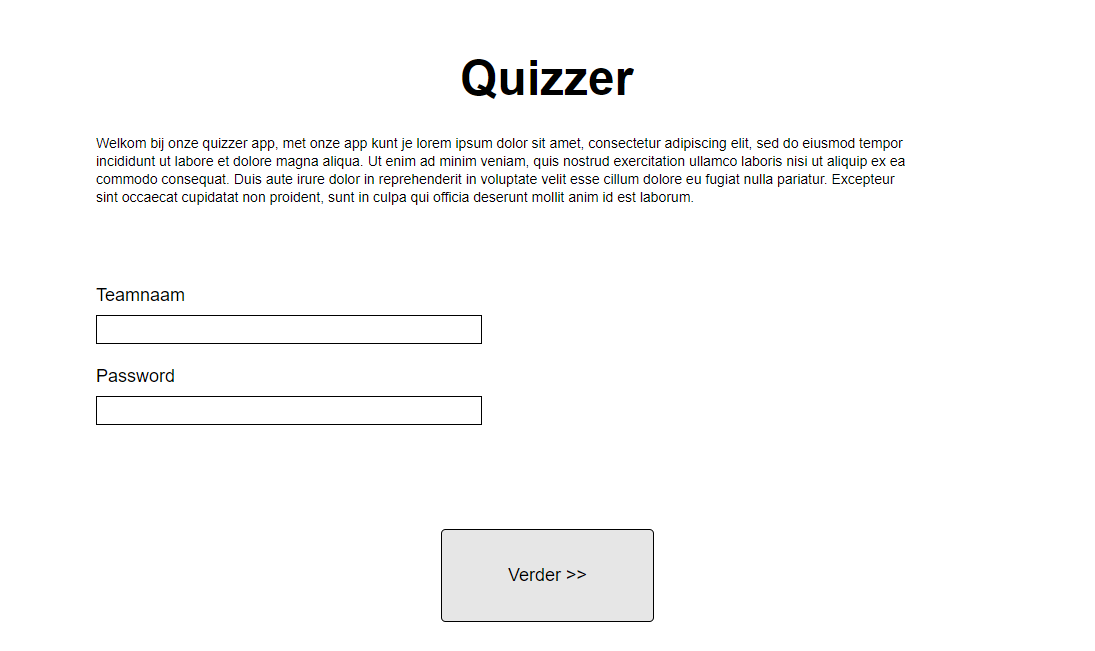 Quizzer
Welkom bij onze quizzer app, met onze app kunt je lorem ipsum dolor sit amet, consectetur adipiscing elit, sed do eiusmod tempor
incididunt ut labore et dolore magna aliqua. Ut enim ad minim veniam, quis nostrud exercitation ullamco laboris nisi ut aliquip ex ea
commodo consequat. Duis aute irure dolor in reprehenderit in voluptate velit esse cillum dolore eu fugiat nulla pariatur. Excepteur
sint occaecat cupidatat non proident, sunt in culpa qui officia deserunt mollit anim id est laborum.
Teamnaam
Password
Verder >>